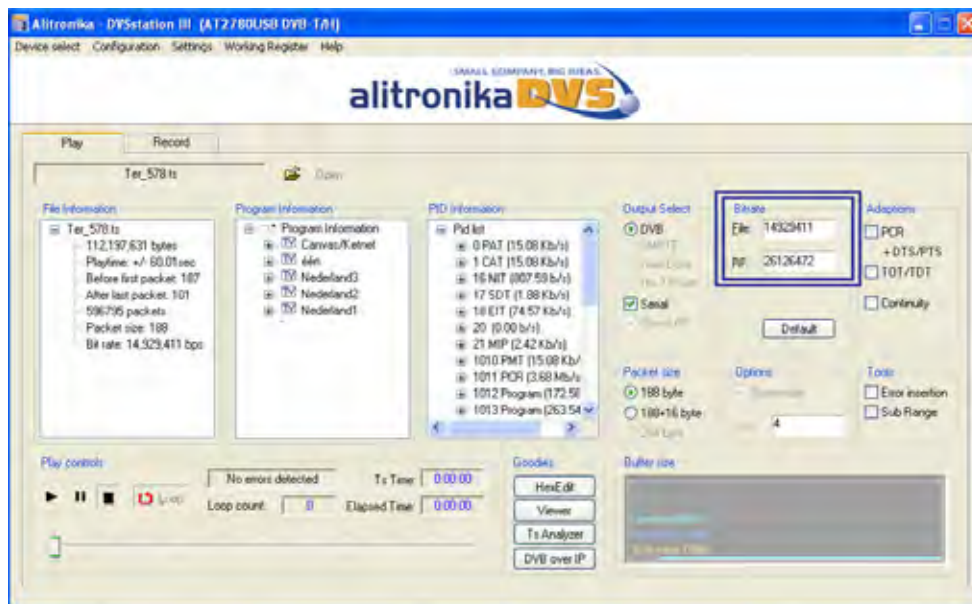 Alitronika - DVSstation III (AT2780USB DVB-T/H)
Device select Configuration Settings Working Register Help
SMALL COMPANY, BIG IDEAS
alitronika DVS
Play Record
Ter_578.ts Open
File Information Program Information PID Information Output Select Bitrate Adaptions
Ter_578.ts
112,197,631 bytes
Playtime: +/- 60.01sec
Before first packet: 187
After last packet: 101
596795 packets
Packet size: 188
Bit rate: 14,929,411 bps
Program Information
Canvas/Ketnet
één
Nederland3
Nederland2
Nederland1
Pid list
0 PAT (15.08 Kb/s)
1 CAT (15.08 Kb/s)
16 NIT (807.59 b/s)
17 SDT (1.88 Kb/s)
18 EIT (74.57 Kb/s)
20 (0.00 b/s)
21 MIP (2.42 Kb/s)
1010 PMT (15.08 Kb/
1011 PCR (3.68 Mb/s
1012 Program (172.56
1013 Program (263.54
DVB
Serial
File: 14929411
RF: 26126472
Default
PCR
+DTS/PTS
TOT/TDT
Continuity
Packet size Options Tools
188 byte
188+16 byte
204 byte
4
Error insertion
Sub Range
Play controls Goodies Buffer size
Loop
No errors detected Ts Time 0:00:00
Loop count: 0 Elapsed Time 0:00:00
HexEdit
Viewer
Ts Analyzer
DVB over IP